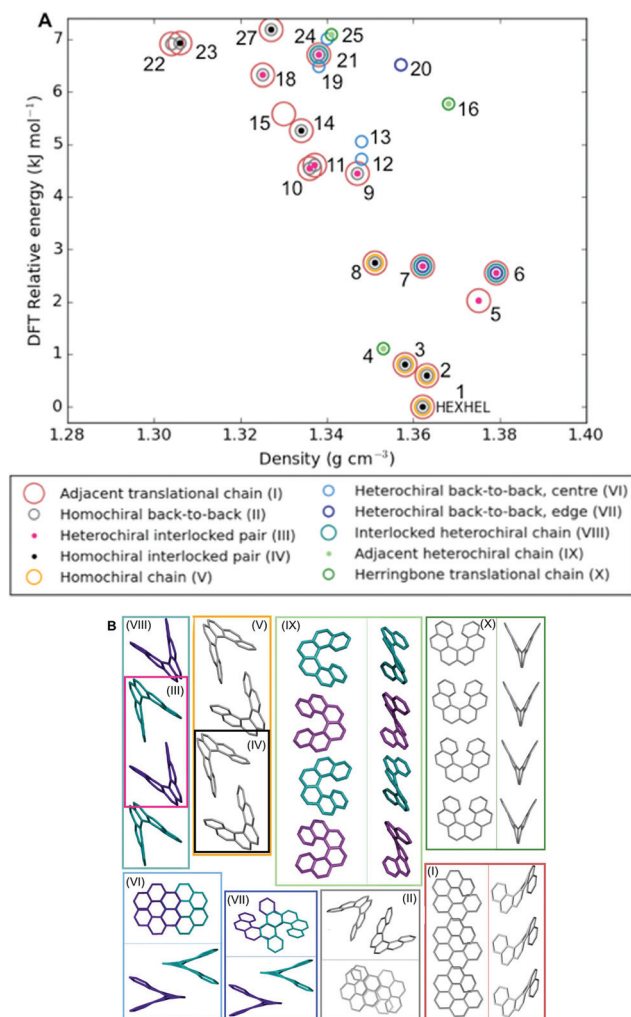 A
DFT Relative energy (kJ mol⁻¹)
7
6
5
4
3
2
1
0
22
23
27
24
25
21
19
20
18
16
15
14
13
12
11
10
9
8
7
6
5
4
3
2
1
HEXHEL
1.28
1.30
1.32
1.34
1.36
1.38
1.40
Density (g cm⁻³)
Adjacent translational chain (I)
Homochiral back-to-back (II)
Heterochiral interlocked pair (III)
Homochiral interlocked pair (IV)
Homochiral chain (V)
Heterochiral back-to-back, centre (VI)
Heterochiral back-to-back, edge (VII)
Interlocked heterochiral chain (VIII)
Adjacent heterochiral chain (IX)
Herringbone translational chain (X)
B
(VIII)
(V)
(IX)
(X)
(III)
(IV)
(VI)
(VII)
(II)
(I)